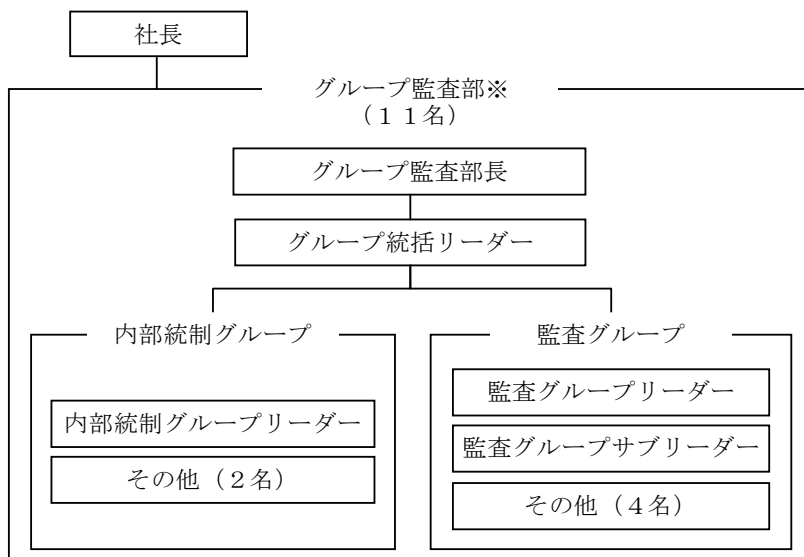 社長
グループ監査部※
（１１名）
グループ監査部長
グループ統括リーダー
内部統制グループ
監査グループ
内部統制グループリーダー
その他（２名）
監査グループリーダー
監査グループサブリーダー
その他（４名）